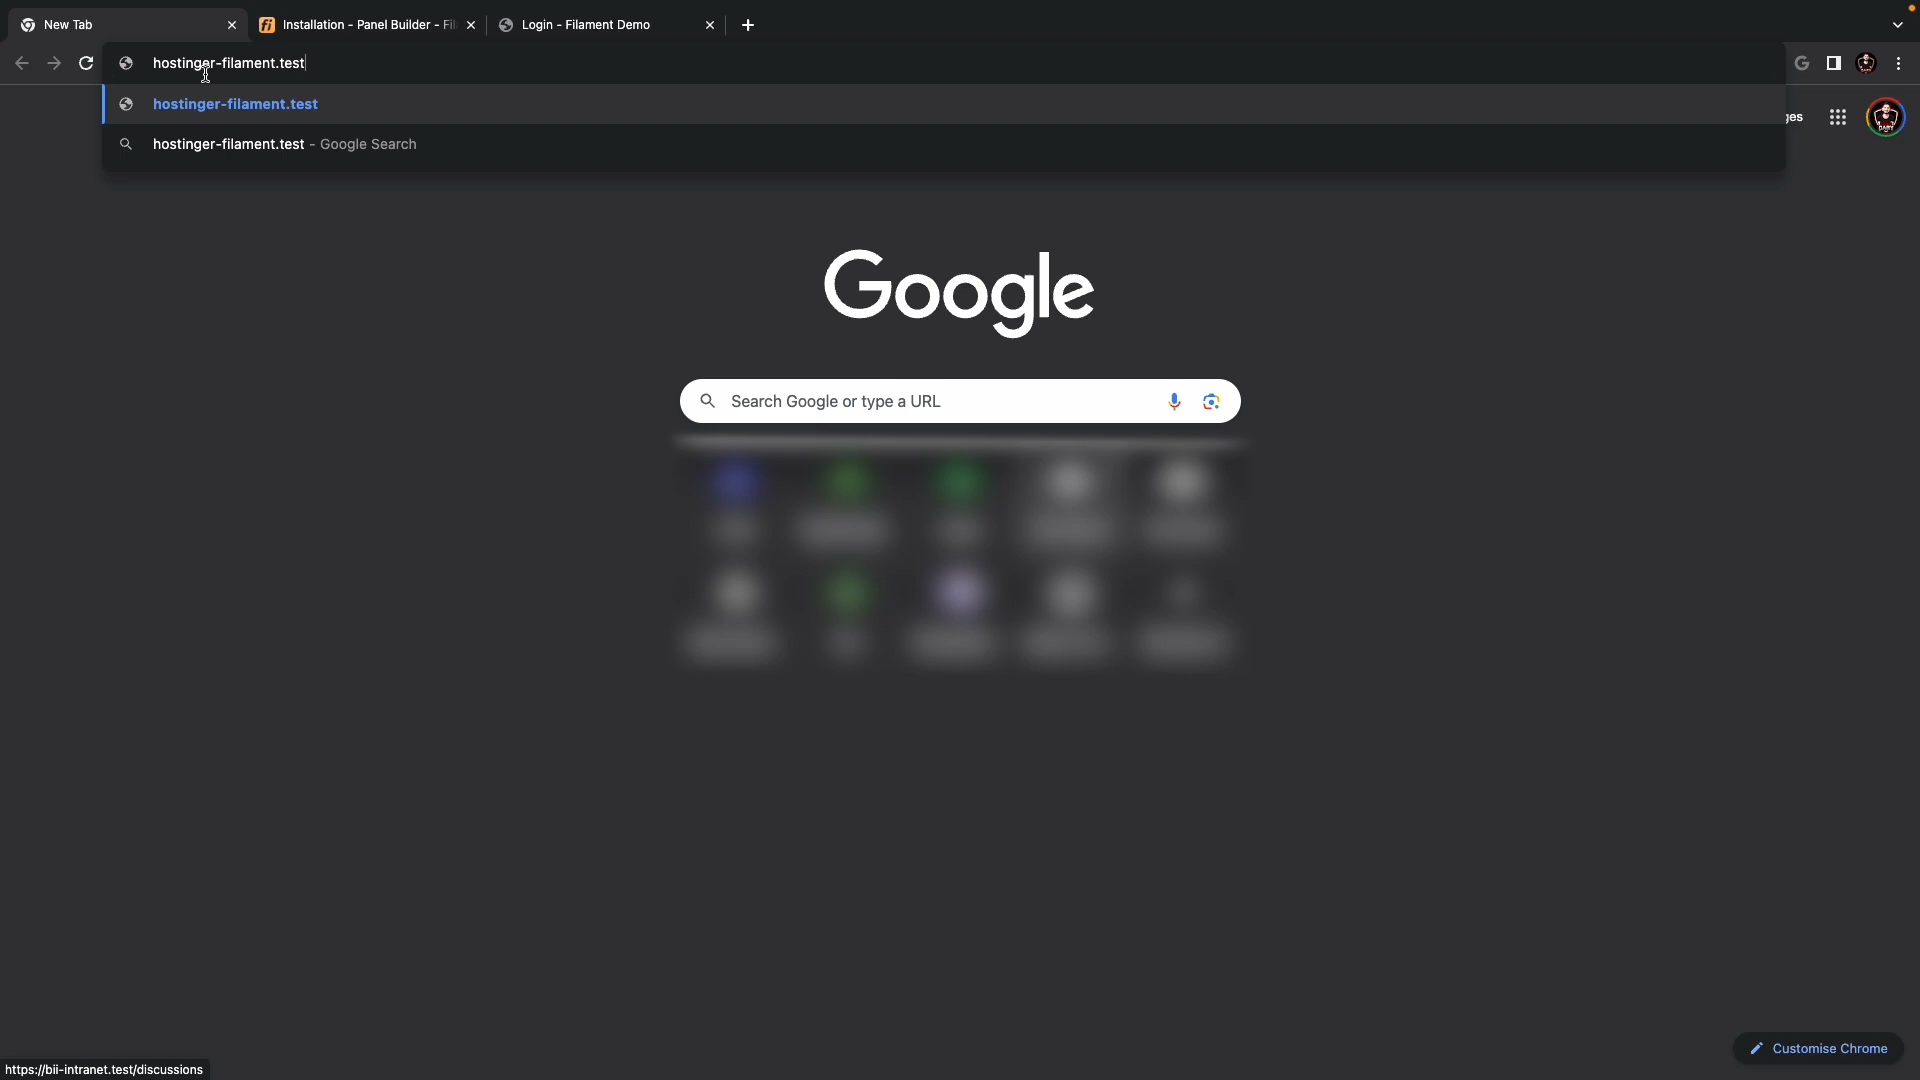 New Tab
Installation - Panel Builder - Fil
Login - Filament Demo
hostinger-filament.test
hostinger-filament.test
hostinger-filament.test - Google Search
ges
Google
Search Google or type a URL
Customise Chrome
https://bii-intranet.test/discussions